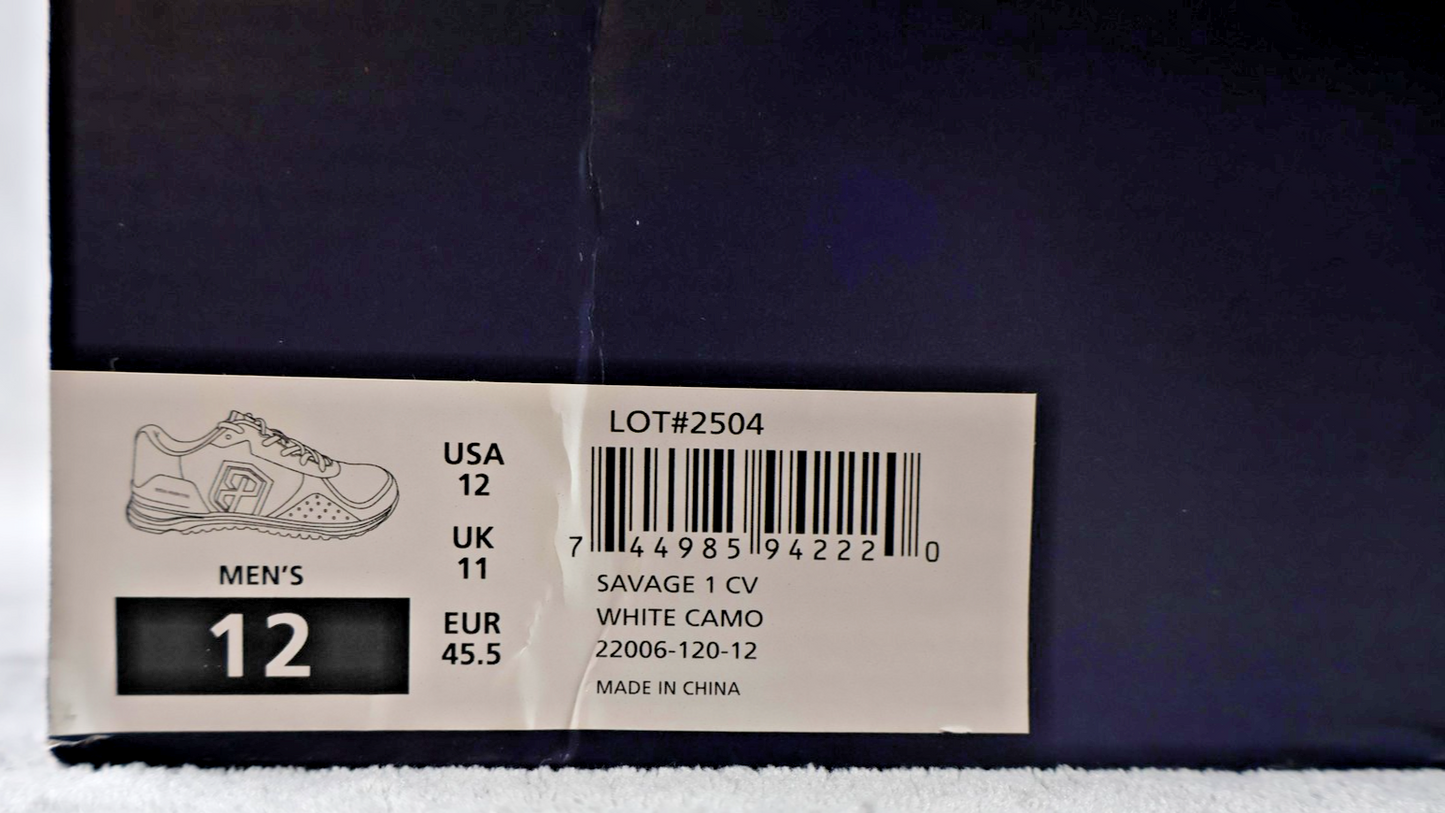 MEN'S
12
USA
12
UK
11
EUR
45.5
LOT#2504
7 44985 94222 0
SAVAGE 1 CV
WHITE CAMO
22006-120-12
MADE IN CHINA